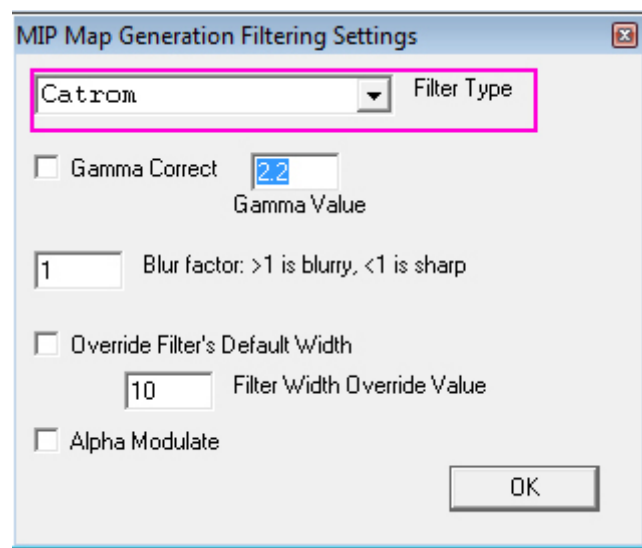 MIP Map Generation Filtering Settings
Catrom Filter Type
Gamma Correct 2.2
Gamma Value
1 Blur factor: >1 is blurry, <1 is sharp
Override Filter's Default Width
10 Filter Width Override Value
Alpha Modulate
OK